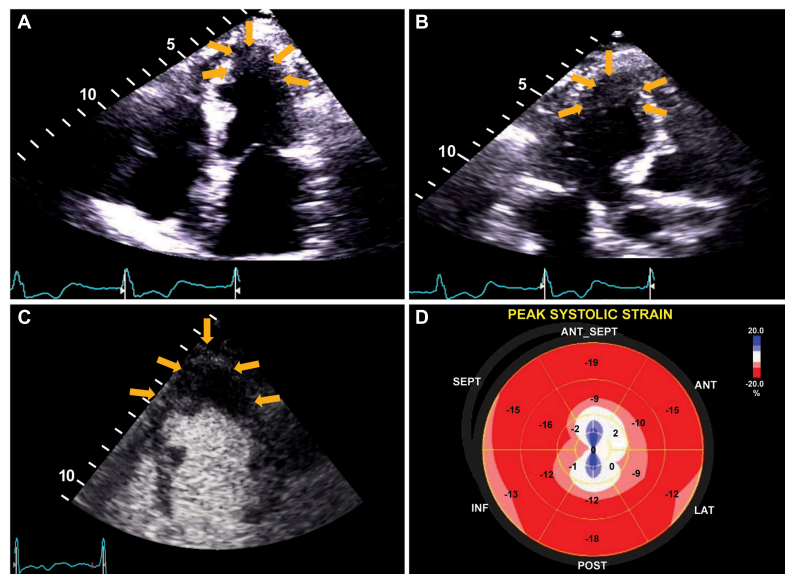 A
5
10
B
5
10
C
10
D
PEAK SYSTOLIC STRAIN
ANT_SEPT
20.0
-20.0
%
SEPT
ANT
-19
-15
-9
-15
-16
-2
2
-10
0
-1
0
-12
-9
-13
-12
-12
INF
LAT
-18
POST